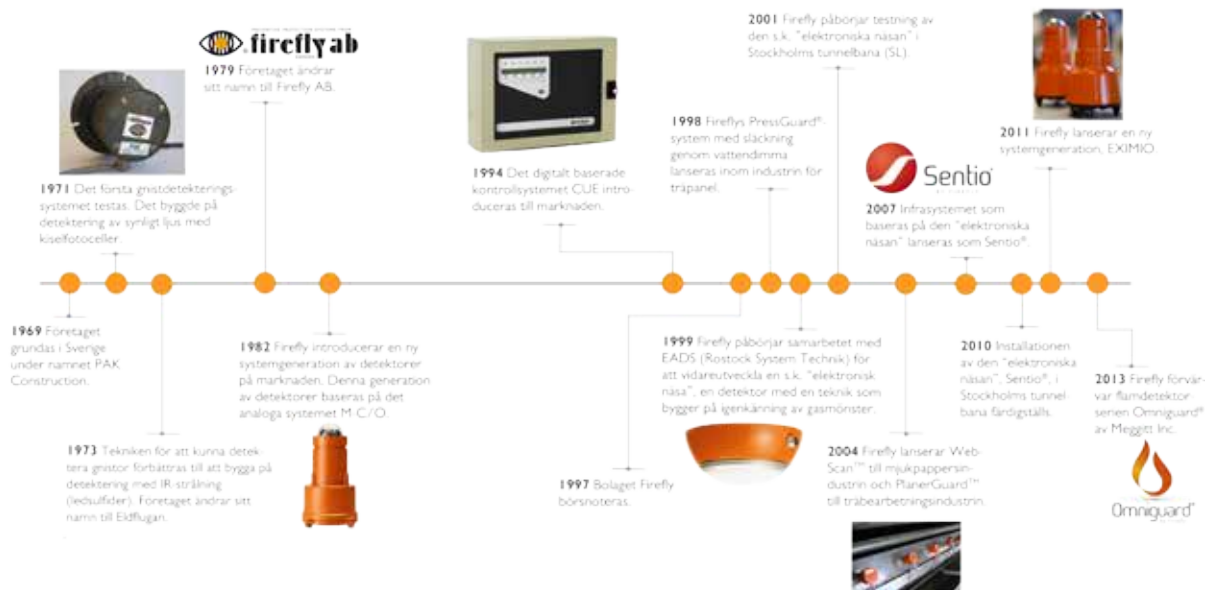 firefly ab
1979 Företaget ändrar
sitt namn till Firefly AB.
1971 Det första gnistdetekterings-
systemet testas. Det byggde på
detektering av synligt ljus med
kiselfotoceller.
1994 Det digitalt baserade
kontrollsystemet CUE intro-
duceras till marknaden.
2001 Firefly påbörjar testning av
den s.k. "elektroniska näsan" i
Stockholms tunnelbana (SL).
1998 Fireflys PressGuard®-
system med släckning
genom vattendimma
lanseras inom industrin för
träpanel.
Sentio®
2007 Infrasystemet som
baseras på den "elektroniska
näsan" lanseras som Sentio®.
2011 Firefly lanserar en ny
systemgeneration, EXIMIO.
1969 Företaget
grundas i Sverige
under namnet PAK
Construction.
1973 Tekniken för att kunna detek-
tera gnistor förbättras till att bygga på
detektering med IR-strålning
(ledsulfider). Företaget ändrar sitt
namn till Eldflugan.
1982 Firefly introducerar en ny
systemgeneration av detektorer
på marknaden. Denna generation
av detektorer baseras på det
analoga systemet M C/O.
1997 Bolaget Firefly
börsnoteras.
1999 Firefly påbörjar samarbetet med
EADS (Rostock System Technik) för
att vidareutveckla en s.k. "elektronisk
näsa", en detektor med en teknik som
bygger på igenkänning av gasmönster.
2004 Firefly lanserar Web-
Scan™ till mjukpappersin-
dustrin och PlanerGuard™
till träbearbetningsindustrin.
2010 Installationen
av den "elektroniska
näsan", Sentio®, i
Stockholms tunnel
bana färdigställs.
2013 Firefly förvär-
var flamdetektor-
serien Omniguard®
av Meggitt Inc.
Omniguard®